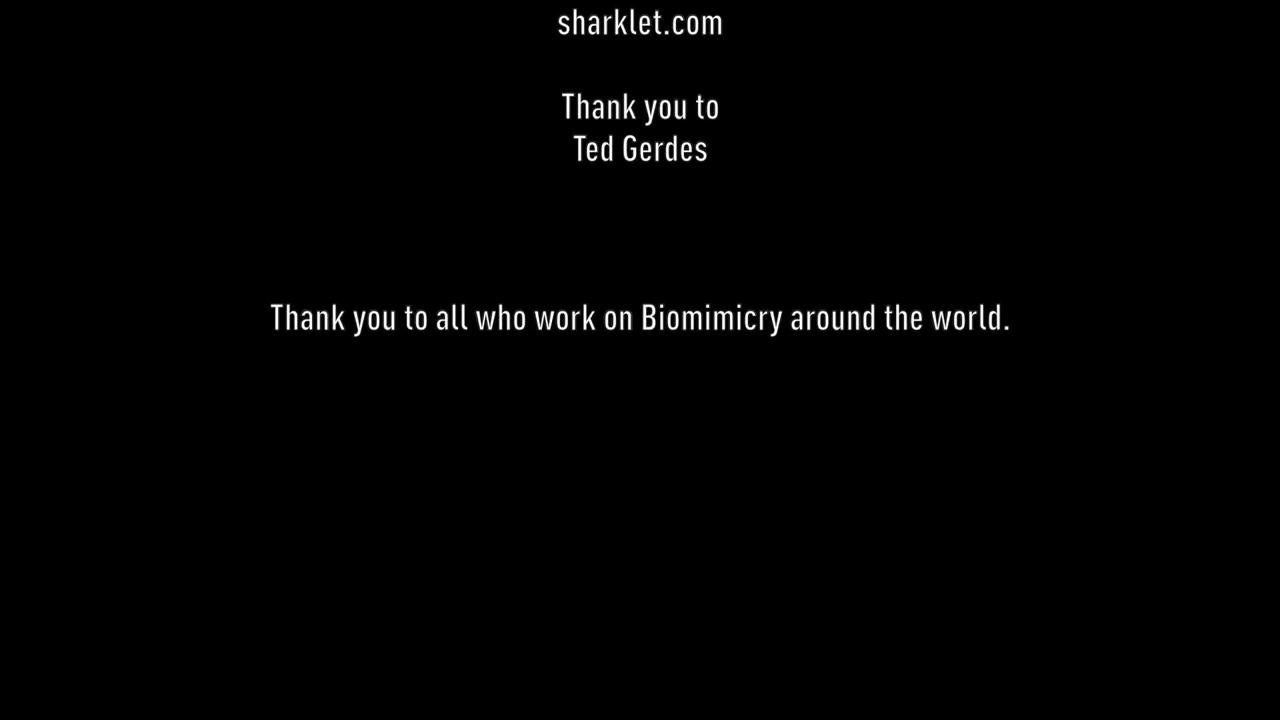 sharklet.com
Thank you to
Ted Gerdes
Thank you to all who work on Biomimicry around the world.